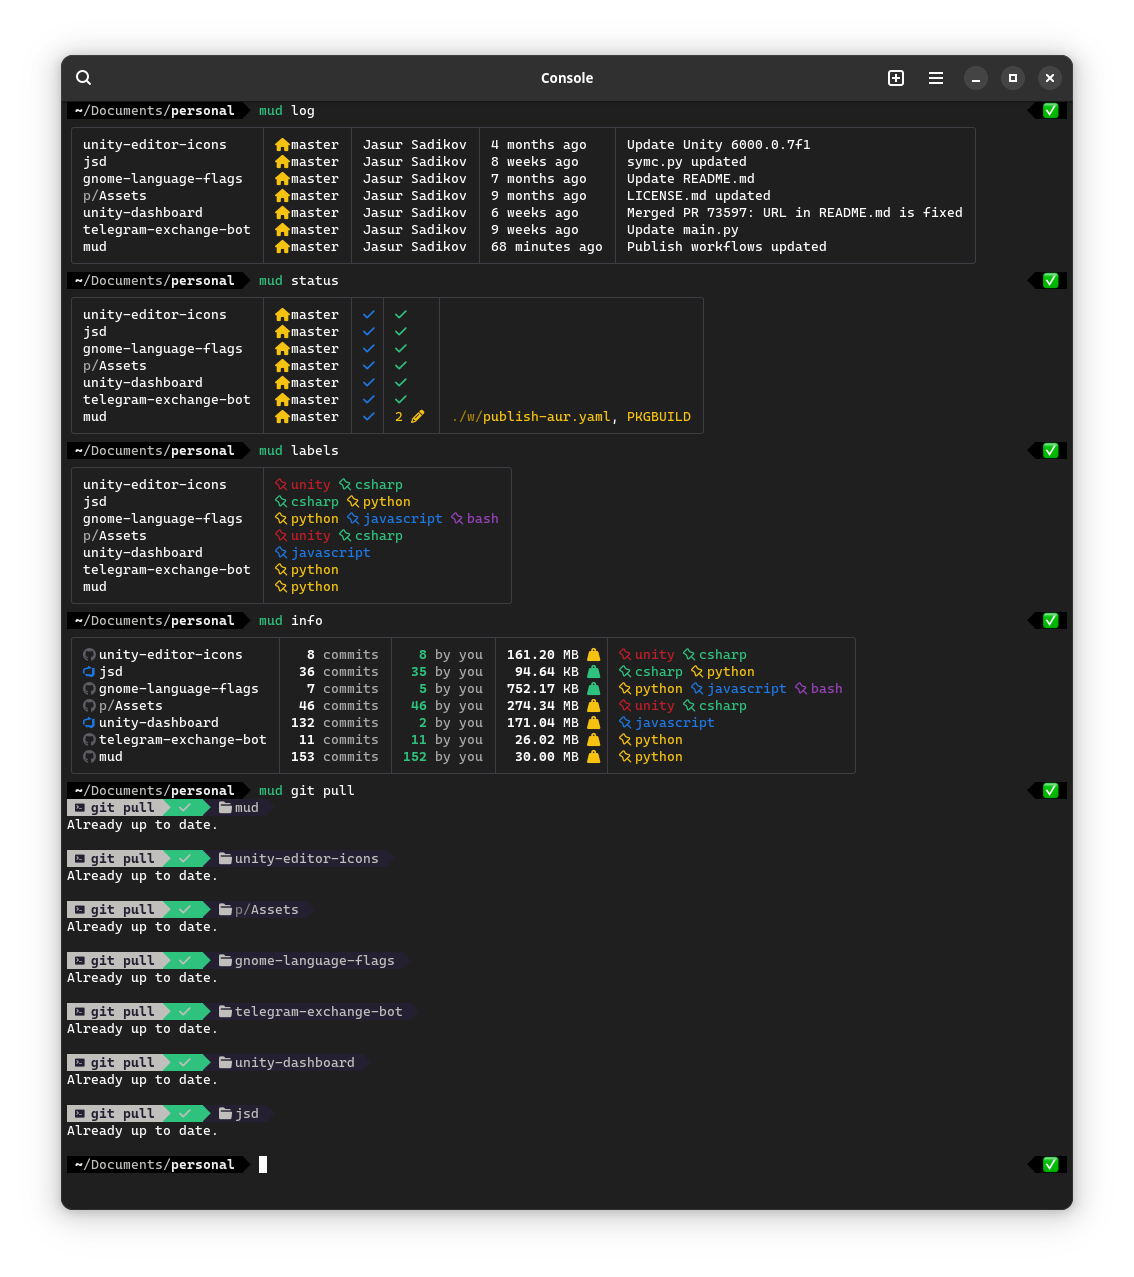 Console
~/Documents/personal mud log
unity-editor-icons master Jasur Sadikov 4 months ago Update Unity 6000.0.7f1
jsd master Jasur Sadikov 8 weeks ago symc.py updated
gnome-language-flags master Jasur Sadikov 7 months ago Update README.md
p/Assets master Jasur Sadikov 9 months ago LICENSE.md updated
unity-dashboard master Jasur Sadikov 6 weeks ago Merged PR 73597: URL in README.md is fixed
telegram-exchange-bot master Jasur Sadikov 9 weeks ago Update main.py
mud master Jasur Sadikov 68 minutes ago Publish workflows updated
~/Documents/personal mud status
unity-editor-icons master
jsd master
gnome-language-flags master
p/Assets master
unity-dashboard master
telegram-exchange-bot master
mud master 2 ./w/publish-aur.yaml, PKGBUILD
~/Documents/personal mud labels
unity-editor-icons unity csharp
jsd csharp python
gnome-language-flags python javascript bash
p/Assets unity csharp
unity-dashboard javascript
telegram-exchange-bot python
mud python
~/Documents/personal mud info
unity-editor-icons 8 commits 8 by you 161.20 MB unity csharp
jsd 36 commits 35 by you 94.64 KB csharp python
gnome-language-flags 7 commits 5 by you 752.17 KB python javascript bash
p/Assets 46 commits 46 by you 274.34 MB unity csharp
unity-dashboard 132 commits 2 by you 171.04 MB javascript
telegram-exchange-bot 11 commits 11 by you 26.02 MB python
mud 153 commits 152 by you 30.00 MB python
~/Documents/personal mud git pull
git pull mud
Already up to date.
git pull unity-editor-icons
Already up to date.
git pull p/Assets
Already up to date.
git pull gnome-language-flags
Already up to date.
git pull telegram-exchange-bot
Already up to date.
git pull unity-dashboard
Already up to date.
git pull jsd
Already up to date.
~/Documents/personal